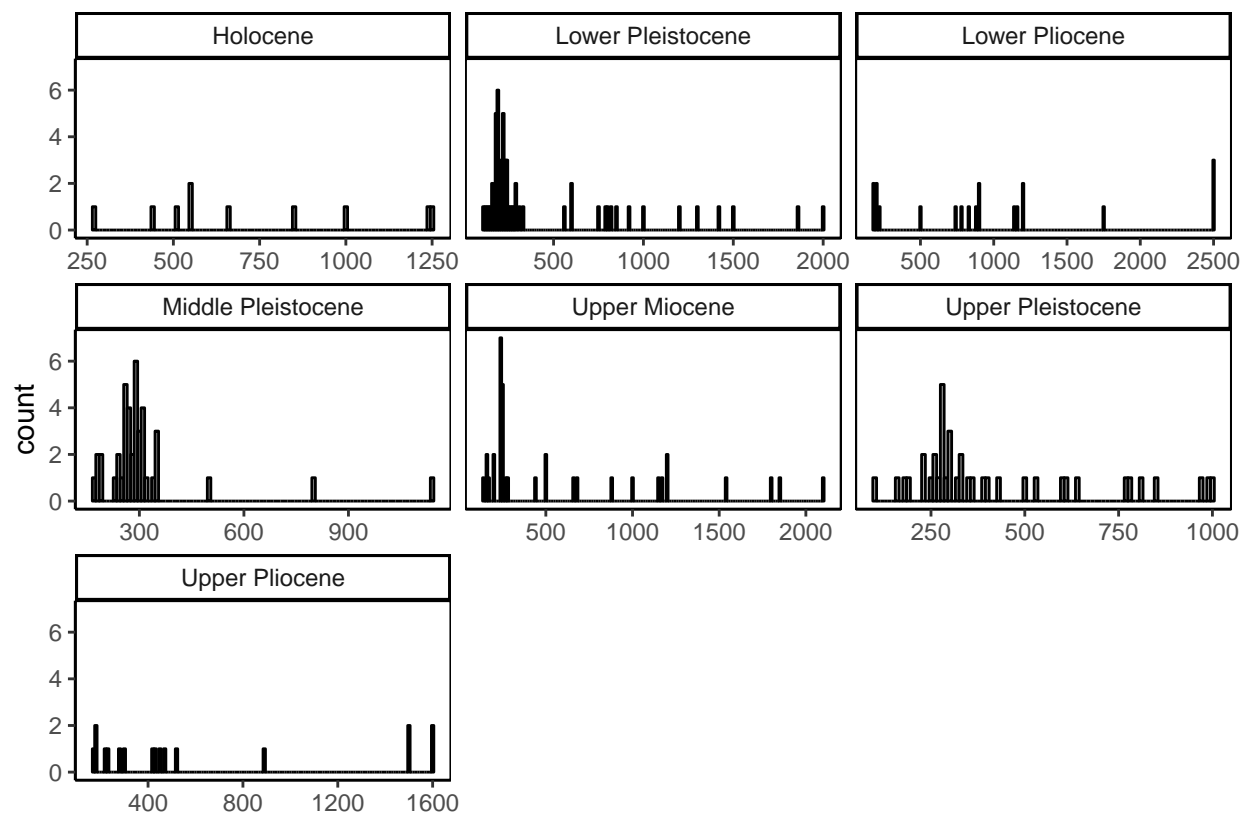 Holocene
Lower Pleistocene
Lower Pliocene
6
4
2
0
250 500 750 1000 1250
500 1000 1500 2000
500 1000 1500 2000 2500
Middle Pleistocene
Upper Miocene
Upper Pleistocene
6
4
2
0
300 600 900
500 1000 1500 2000
250 500 750 1000
count
Upper Pliocene
6
4
2
0
400 800 1200 1600